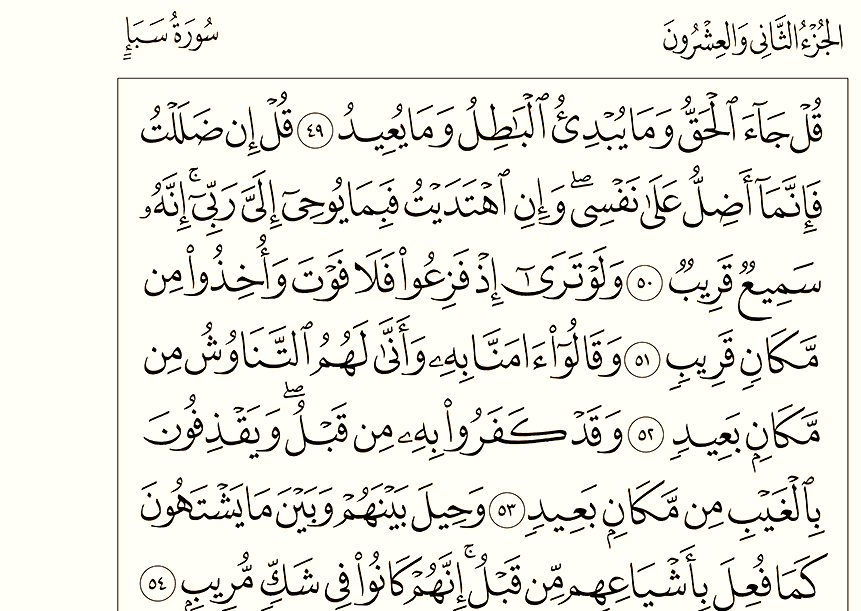 الجُزْءُ الثَّانِي وَالعِشْرُونَ
سُورَةُ سَبَإٍ
قُلۡ جَآءَ ٱلۡحَقُّ وَمَا يُبۡدِئُ ٱلۡبَٰطِلُ وَمَا يُعِيدُ ٤٩ قُلۡ إِن ضَلَلۡتُ
فَإِنَّمَآ أَضِلُّ عَلَىٰ نَفۡسِيۖ وَإِنِ ٱهۡتَدَيۡتُ فَبِمَا يُوحِيٓ إِلَيَّ رَبِّيٓۚ إِنَّهُۥ
سَمِيعٞ قَرِيبٞ ٥٠ وَلَوۡ تَرَىٰٓ إِذۡ فَزِعُواْ فَلَا فَوۡتَ وَأُخِذُواْ مِن
مَّكَانٖ قَرِيبٖ ٥١ وَقَالُوٓاْ ءَامَنَّا بِهِۦ وَأَنَّىٰ لَهُمُ ٱلتَّنَاوُشُ مِن
مَّكَانِۭ بَعِيدٖ ٥٢ وَقَدۡ كَفَرُواْ بِهِۦ مِن قَبۡلُۖ وَيَقۡذِفُونَ
بِٱلۡغَيۡبِ مِن مَّكَانِۭ بَعِيدٖ ٥٣ وَحِيلَ بَيۡنَهُمۡ وَبَيۡنَ مَا يَشۡتَهُونَ
كَمَا فُعِلَ بِأَشۡيَاعِهِم مِّن قَبۡلُۚ إِنَّهُمۡ كَانُواْ فِي شَكّٖ مُّرِيبِۭ ٥٤